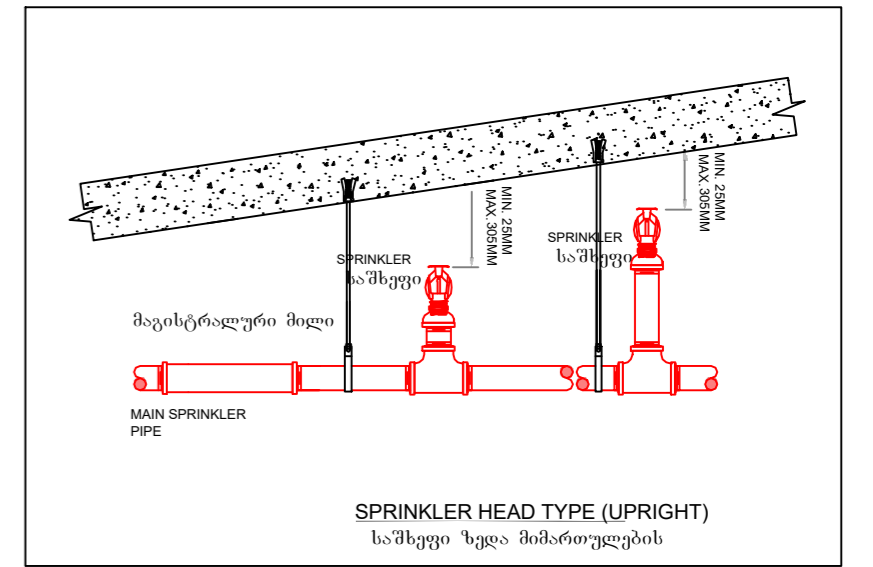 MIN. 25MM
MAX.305MM
MIN. 25MM
MAX.305MM
SPRINKLER
საშხეფი
SPRINKLER
საშხეფი
მაგისტრალური მილი
MAIN SPRINKLER
PIPE
SPRINKLER HEAD TYPE (UPRIGHT)
საშხეფი ზედა მიმართულების